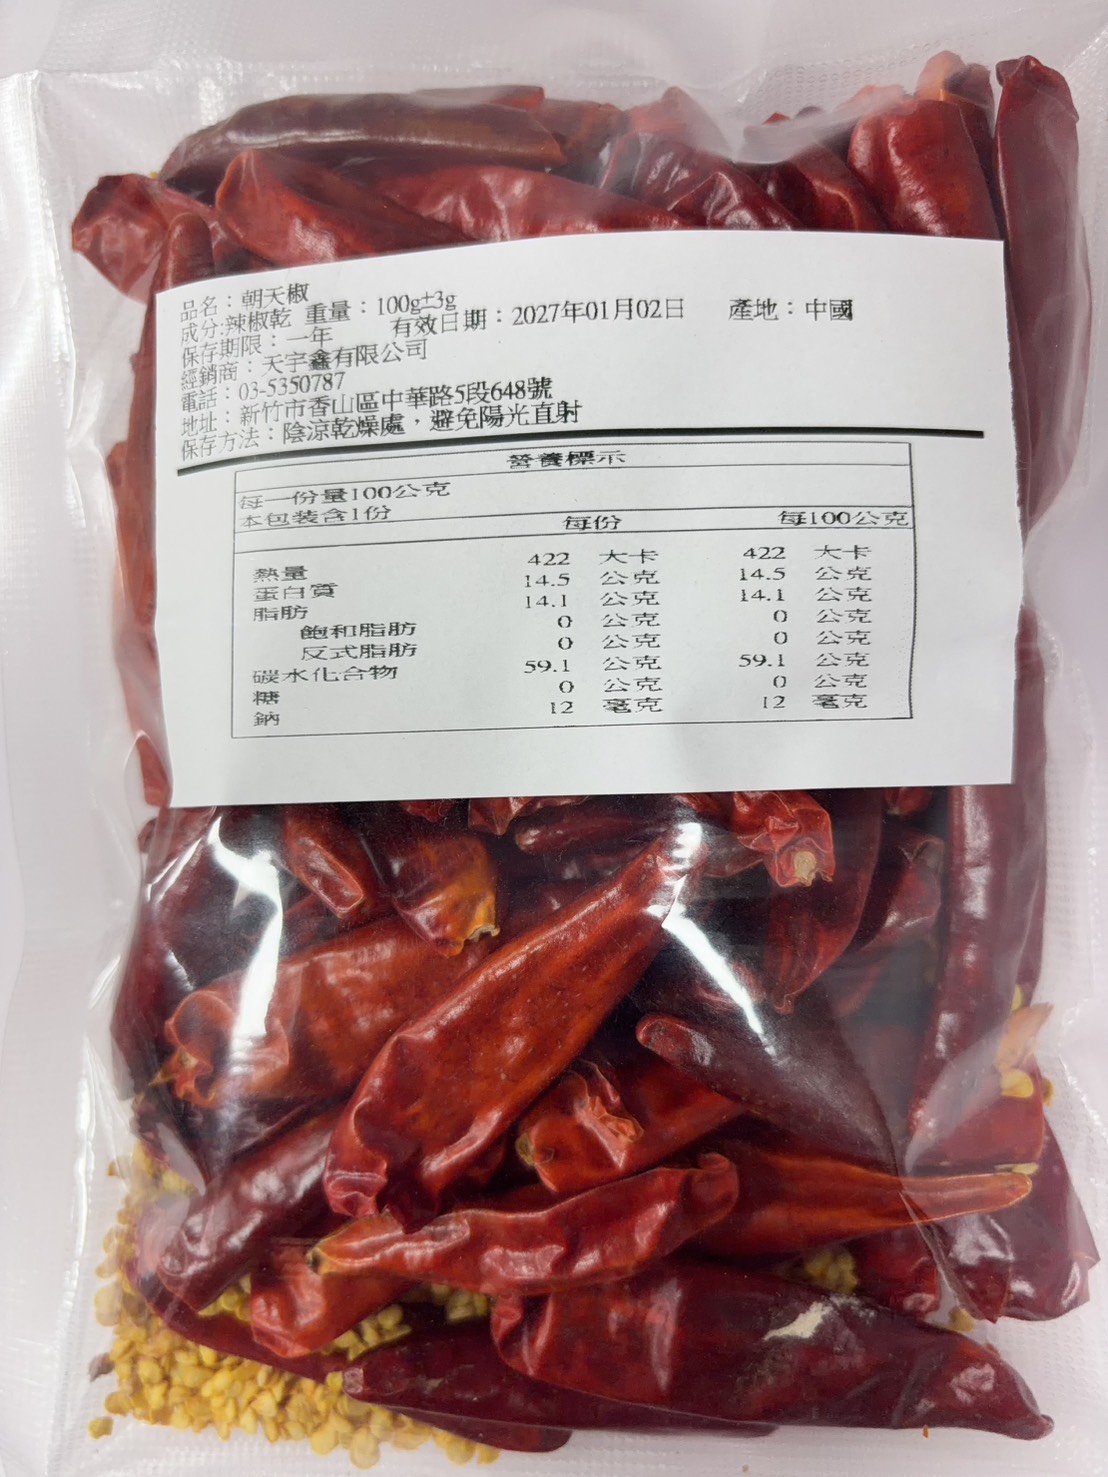 品名：朝天椒
成分:辣椒乾 重量：100g±3g
保存期限：一年 有效日期：2027年01月02日 產地：中國
經銷商：天宇鑫有限公司
電話：03-5350787
地址：新竹市香山區中華路5段648號
保存方法：陰涼乾燥處，避免陽光直射
營養標示
每一份量100公克
本包裝含1份
每份 每100公克
熱量 422 大卡 422 大卡
蛋白質 14.5 公克 14.5 公克
脂肪 14.1 公克 14.1 公克
飽和脂肪 0 公克 0 公克
反式脂肪 0 公克 0 公克
碳水化合物 59.1 公克 59.1 公克
糖 0 公克 0 公克
鈉 12 毫克 12 毫克